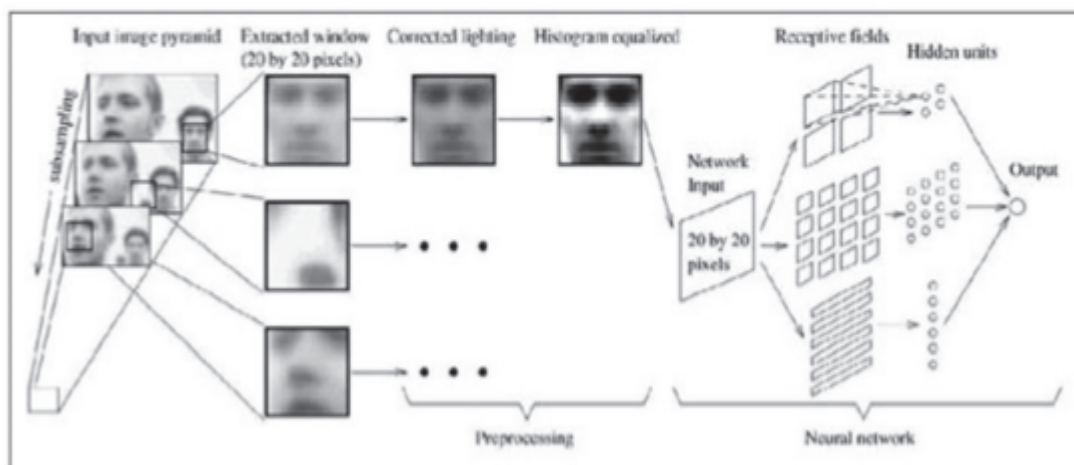 Input image pyramid
Extracted window
(20 by 20 pixels)
Corrected lighting
Histogram equalized
Receptive fields
Hidden units
subsampling
Network
Input
Output
20 by 20
pixels
Preprocessing
Neural network